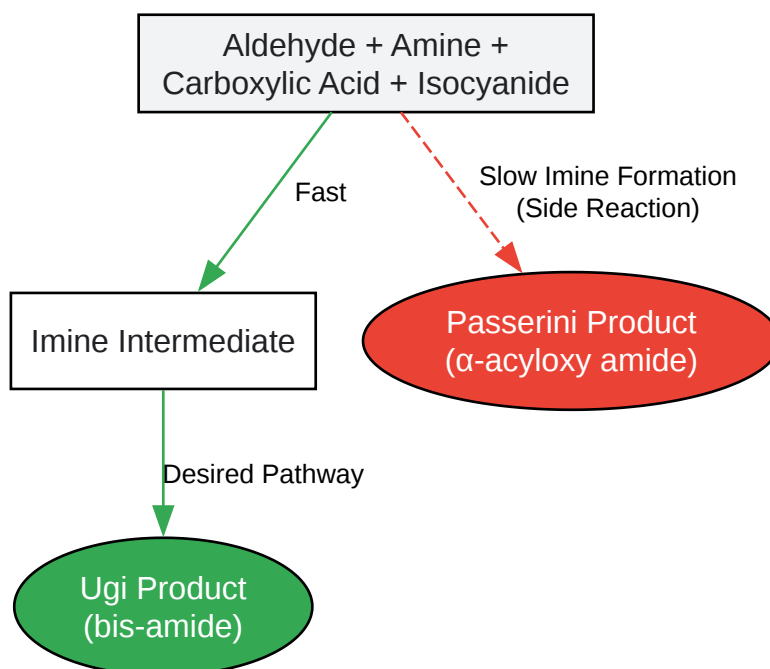 Aldehyde + Amine +
Carboxylic Acid + Isocyanide
Fast
Slow Imine Formation
(Side Reaction)
Imine Intermediate
Passerini Product
(α-acyloxy amide)
Desired Pathway
Ugi Product
(bis-amide)